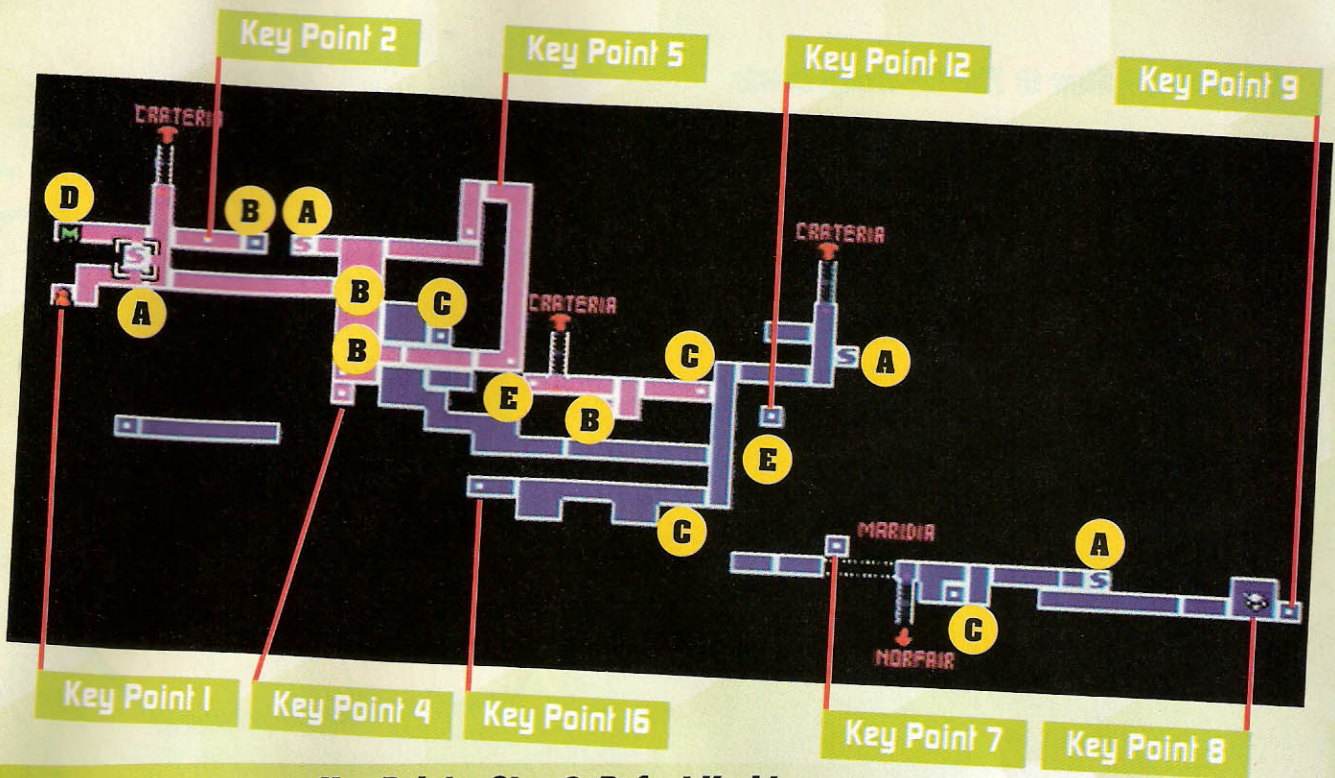 Key Point 2
Key Point 5
Key Point 12
Key Point 9
CRATERIA
D
M
B
A
S
S
A
CRATERIA
B
C
CRATERIA
B
C
S
A
E
B
E
C
MARIDIA
A
S
C
NORFAIR
Key Point 1
Key Point 4
Key Point 16
Key Point 7
Key Point 8